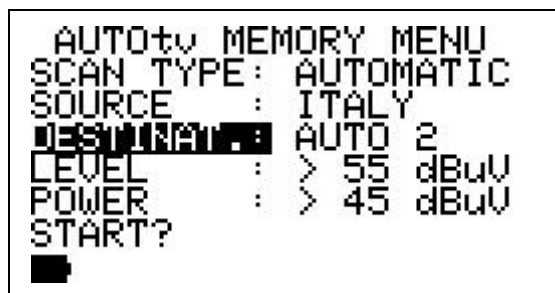 AUTOtv MEMORY MENU
SCAN TYPE: AUTOMATIC
SOURCE : ITALY
DESTINAT.: AUTO 2
LEVEL : > 55 dBuV
POWER : > 45 dBuV
START?